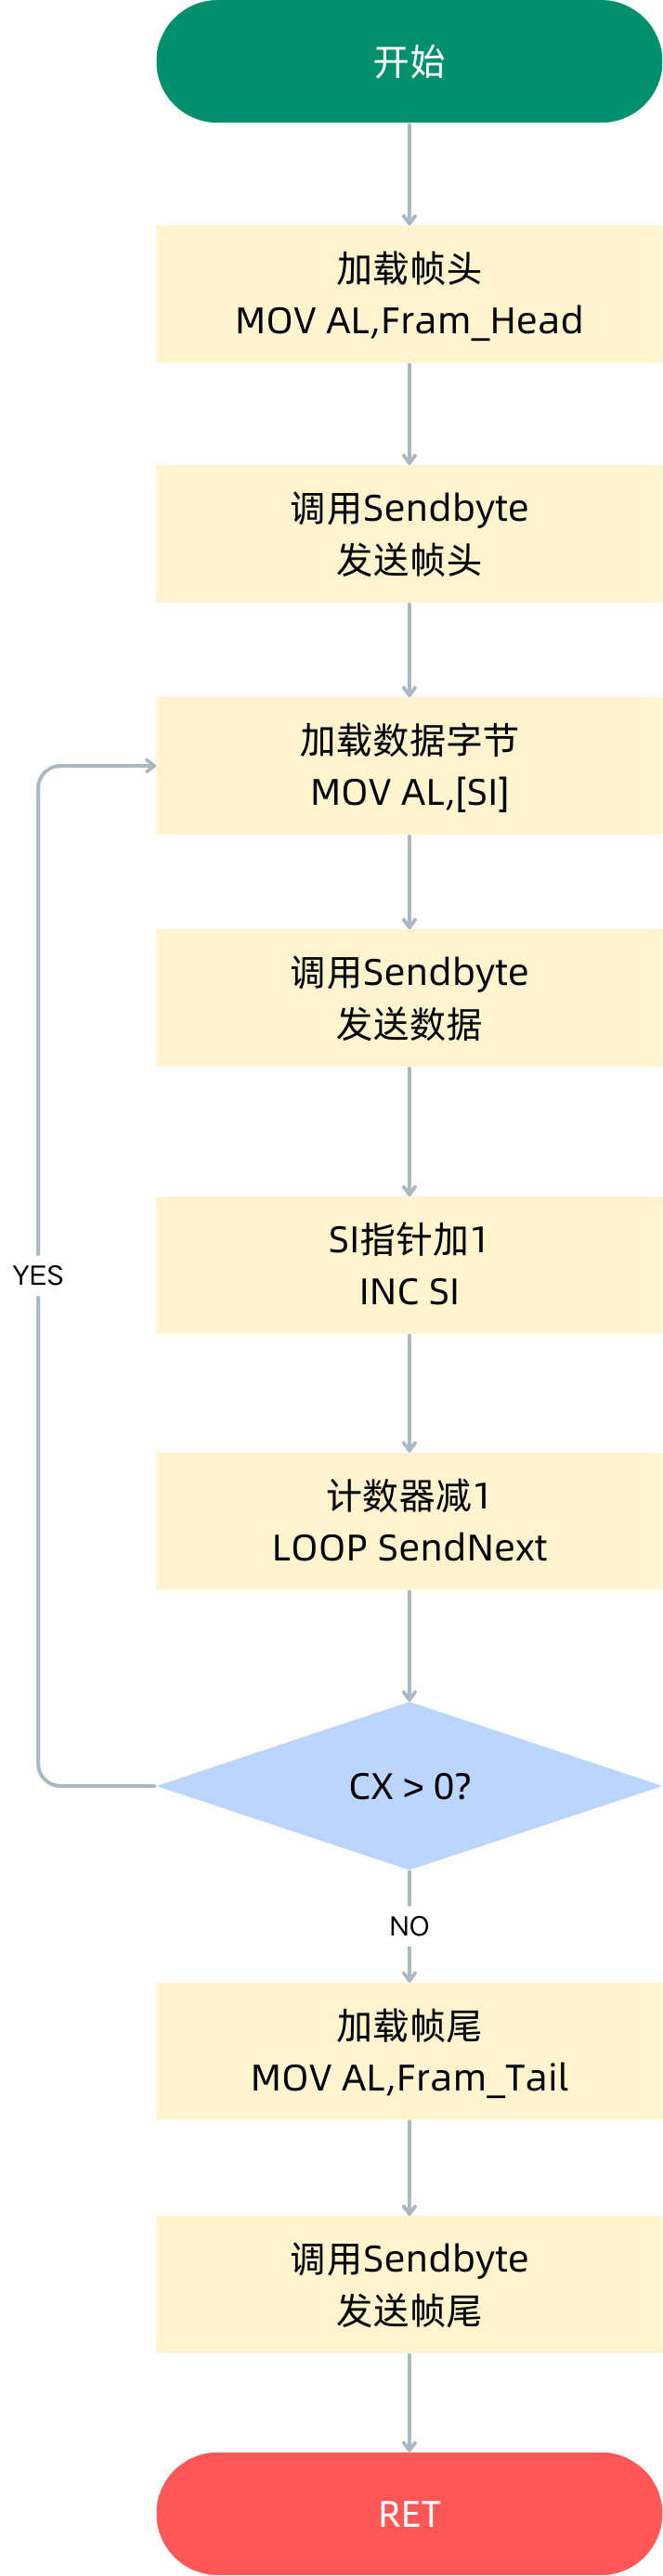 开始
加载帧头
MOV AL,Fram_Head
调用Sendbyte
发送帧头
加载数据字节
MOV AL,[SI]
调用Sendbyte
发送数据
SI指针加1
INC SI
YES
计数器减1
LOOP SendNext
CX > 0?
NO
加载帧尾
MOV AL,Fram_Tail
调用Sendbyte
发送帧尾
RET